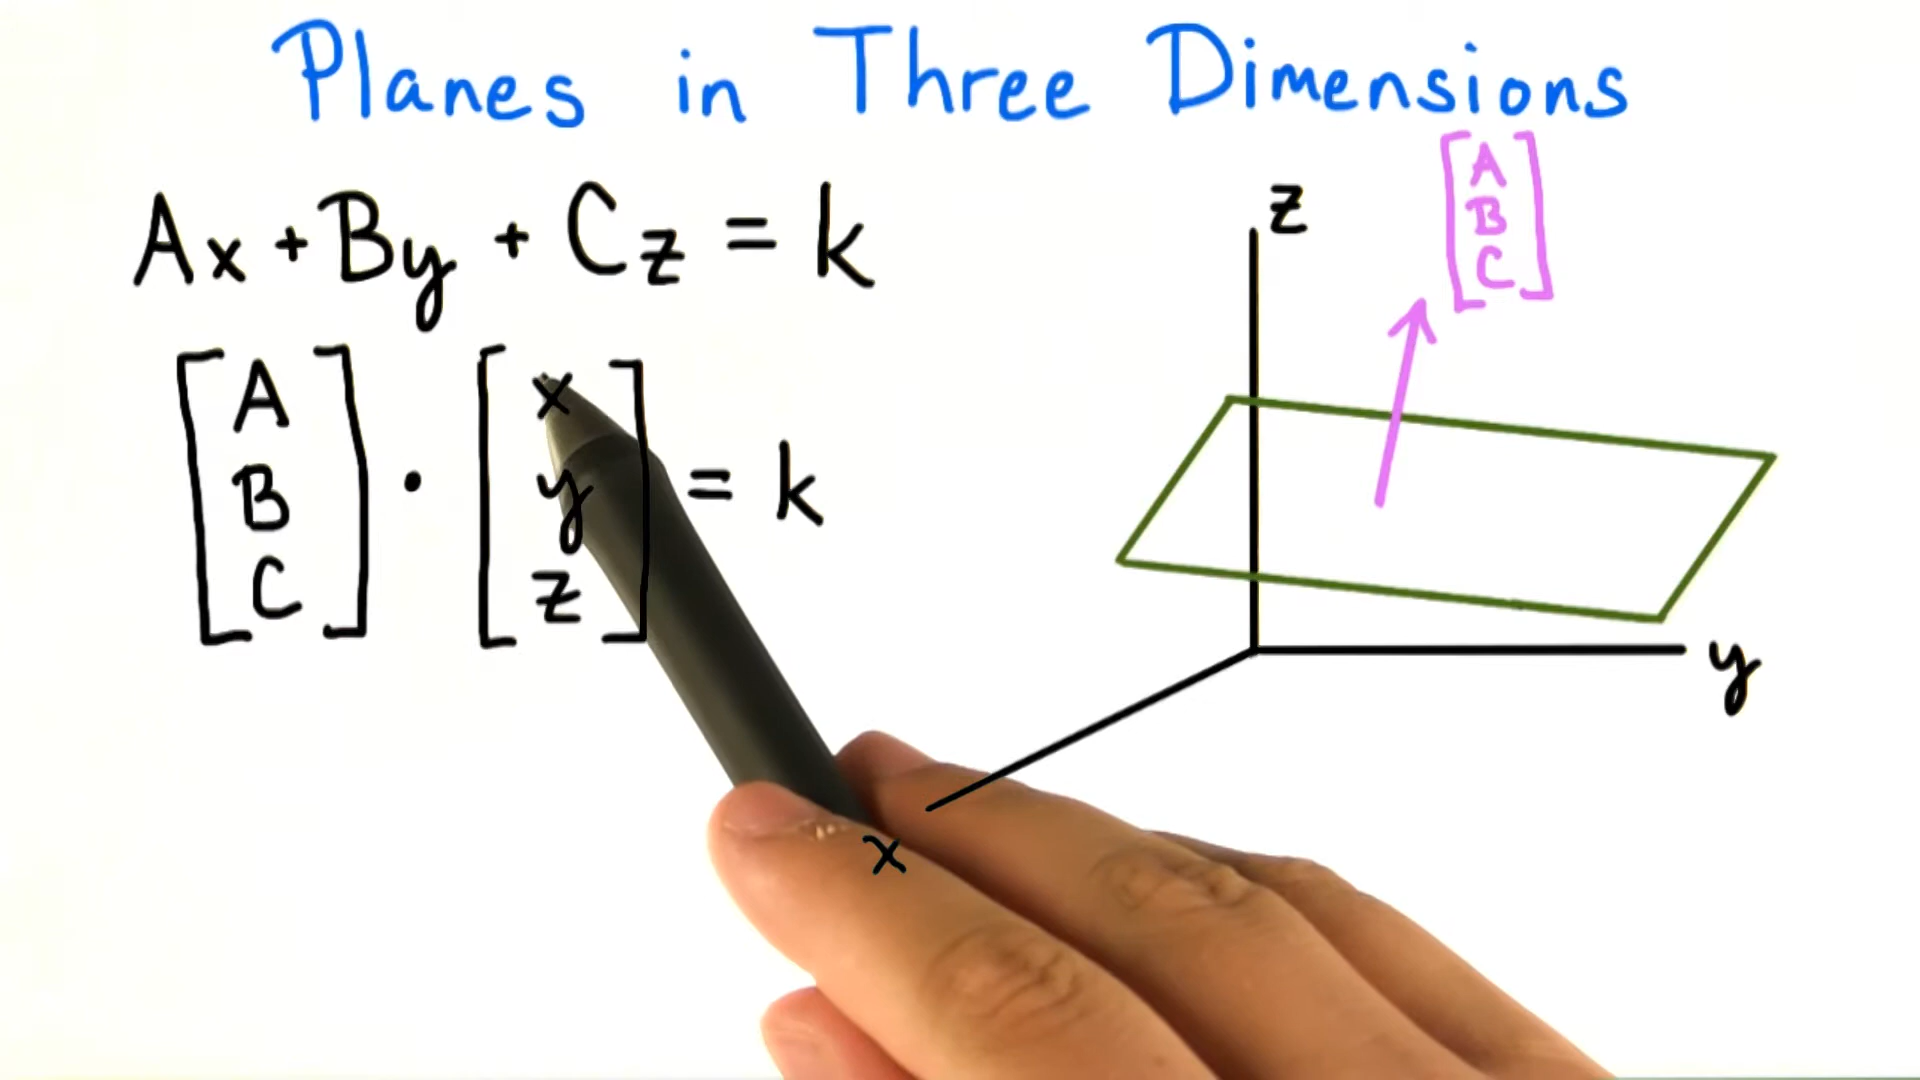 Planes in Three Dimensions
Ax + By + Cz = k
[A B C] · [x y z] = k
z
[A B C]
y
x